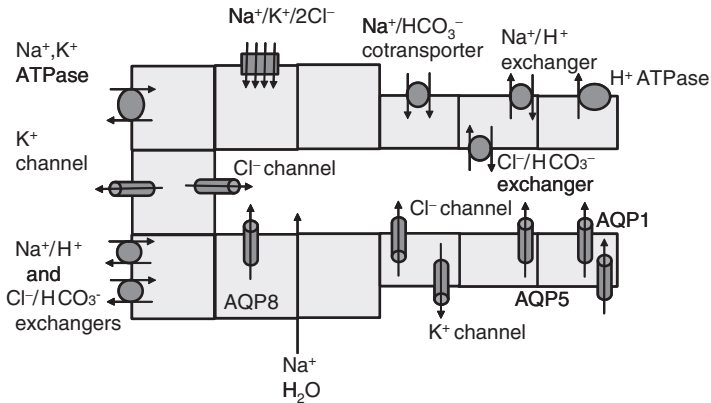 Na⁺/K⁺/2Cl⁻
Na⁺/HCO₃⁻
cotransporter
Na⁺/H⁺
exchanger
H⁺ ATPase
Na⁺,K⁺
ATPase
K⁺
channel
Cl⁻ channel
Cl⁻/HCO₃⁻
exchanger
Cl⁻ channel
AQP1
Na⁺/H⁺
and
Cl⁻/HCO₃⁻
exchangers
AQP8
AQP5
K⁺ channel
Na⁺
H₂O